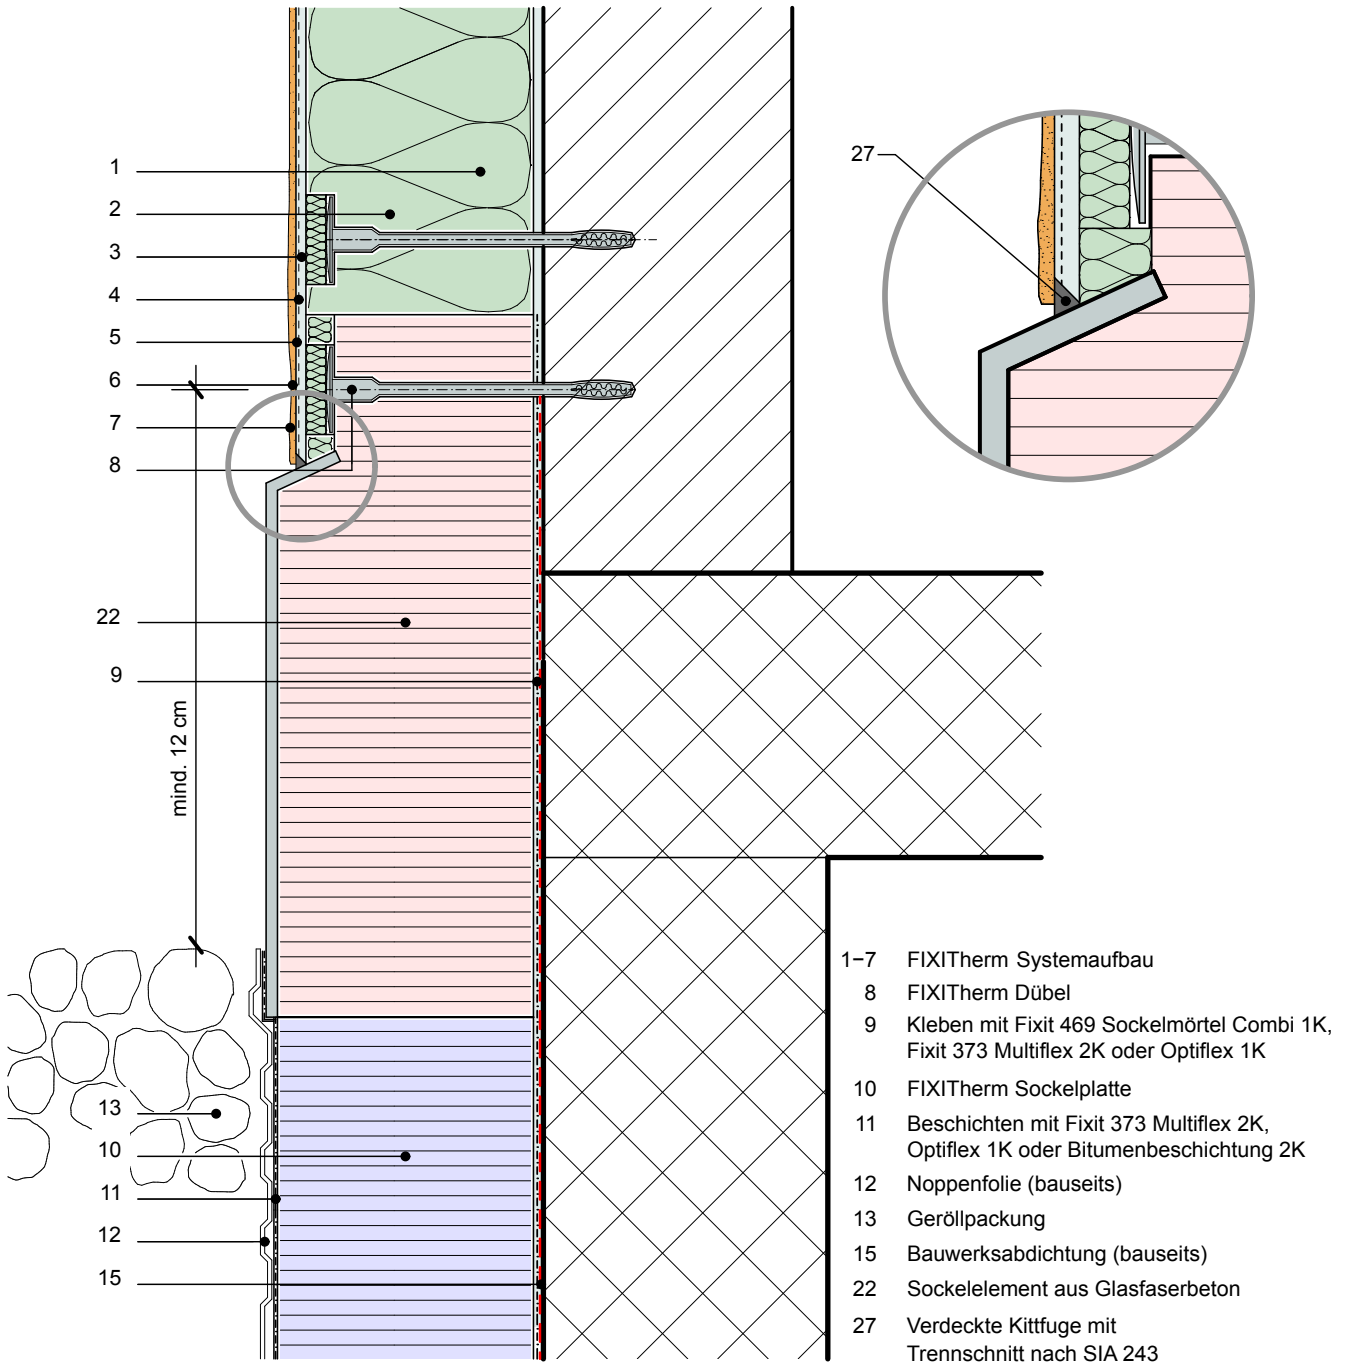 1
2
3
4
5
6
7
8
22
9
mind. 12 cm
13
10
11
12
15
27
1–7 FIXITherm Systemaufbau
8 FIXITherm Dübel
9 Kleben mit Fixit 469 Sockelmörtel Combi 1K,
Fixit 373 Multiflex 2K oder Optiflex 1K
10 FIXITherm Sockelplatte
11 Beschichten mit Fixit 373 Multiflex 2K,
Optiflex 1K oder Bitumenbeschichtung 2K
12 Noppenfolie (bauseits)
13 Geröllpackung
15 Bauwerksabdichtung (bauseits)
22 Sockelelement aus Glasfaserbeton
27 Verdeckte Kittfuge mit
Trennschnitt nach SIA 243